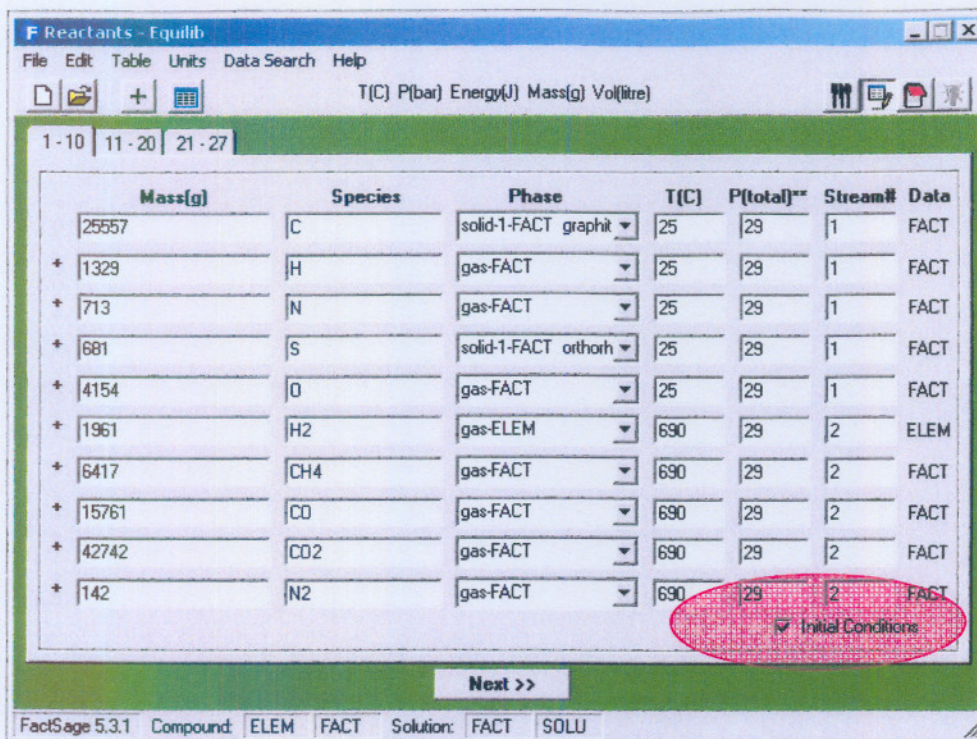 F Reactants - Equilib
File Edit Table Units Data Search Help
T(C) P(bar) Energy(J) Mass(g) Vol(litre)
1 - 10 11 - 20 21 - 27
Mass(g) Species Phase T(C) P(total)** Stream# Data
25557 C solid-1-FACT graphit 25 29 1 FACT
+ 1329 H gas-FACT 25 29 1 FACT
+ 713 N gas-FACT 25 29 1 FACT
+ 681 S solid-1-FACT orthorh 25 29 1 FACT
+ 4154 O gas-FACT 25 29 1 FACT
+ 1961 H2 gas-ELEM 690 29 2 ELEM
+ 6417 CH4 gas-FACT 690 29 2 FACT
+ 15761 CO gas-FACT 690 29 2 FACT
+ 42742 CO2 gas-FACT 690 29 2 FACT
+ 142 N2 gas-FACT 690 29 2 FACT
Initial Conditions
Next >>
FactSage 5.3.1 Compound: ELEM FACT Solution: FACT SOLU